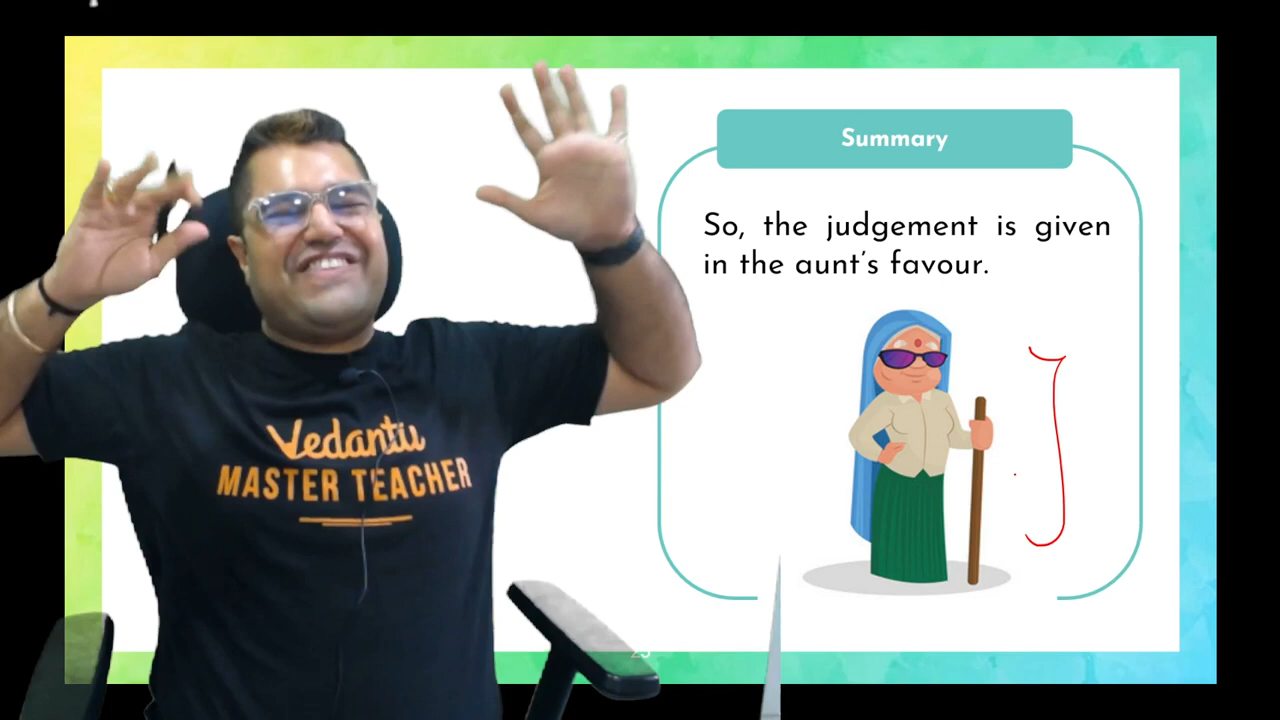 Summary
So, the judgement is given
in the aunt's favour.
Vedantu
MASTER TEACHER